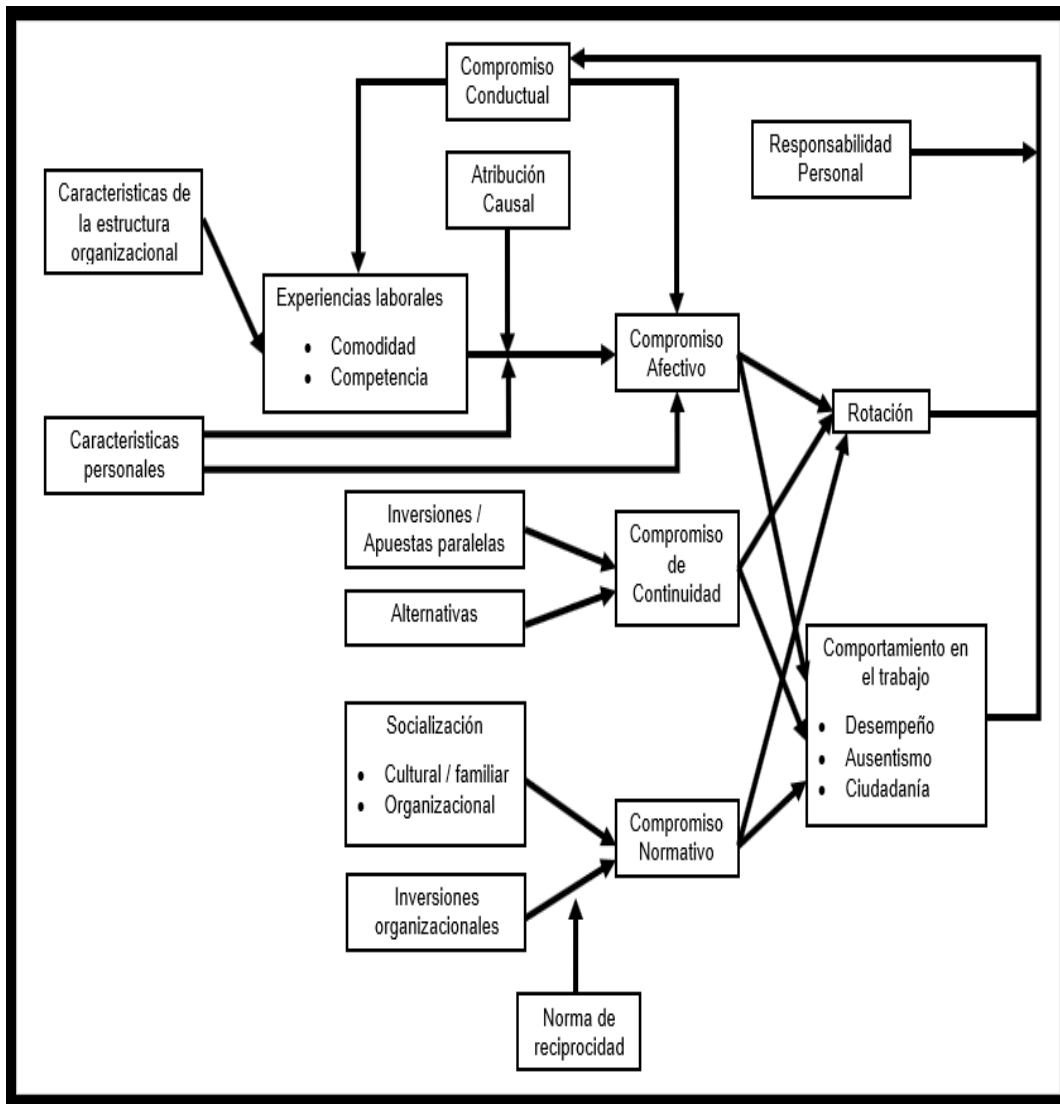 Compromiso
Conductual
Responsabilidad
Personal
Atribución
Causal
Caracteristicas de
la estructura
organizacional
Experiencias laborales
• Comodidad
• Competencia
Compromiso
Afectivo
Rotación
Caracteristicas
personales
Inversiones /
Apuestas paralelas
Compromiso
de
Continuidad
Alternativas
Comportamiento en
el trabajo
• Desempeño
• Ausentismo
• Ciudadanía
Socialización
• Cultural / familiar
• Organizacional
Compromiso
Normativo
Inversiones
organizacionales
Norma de
reciprocidad